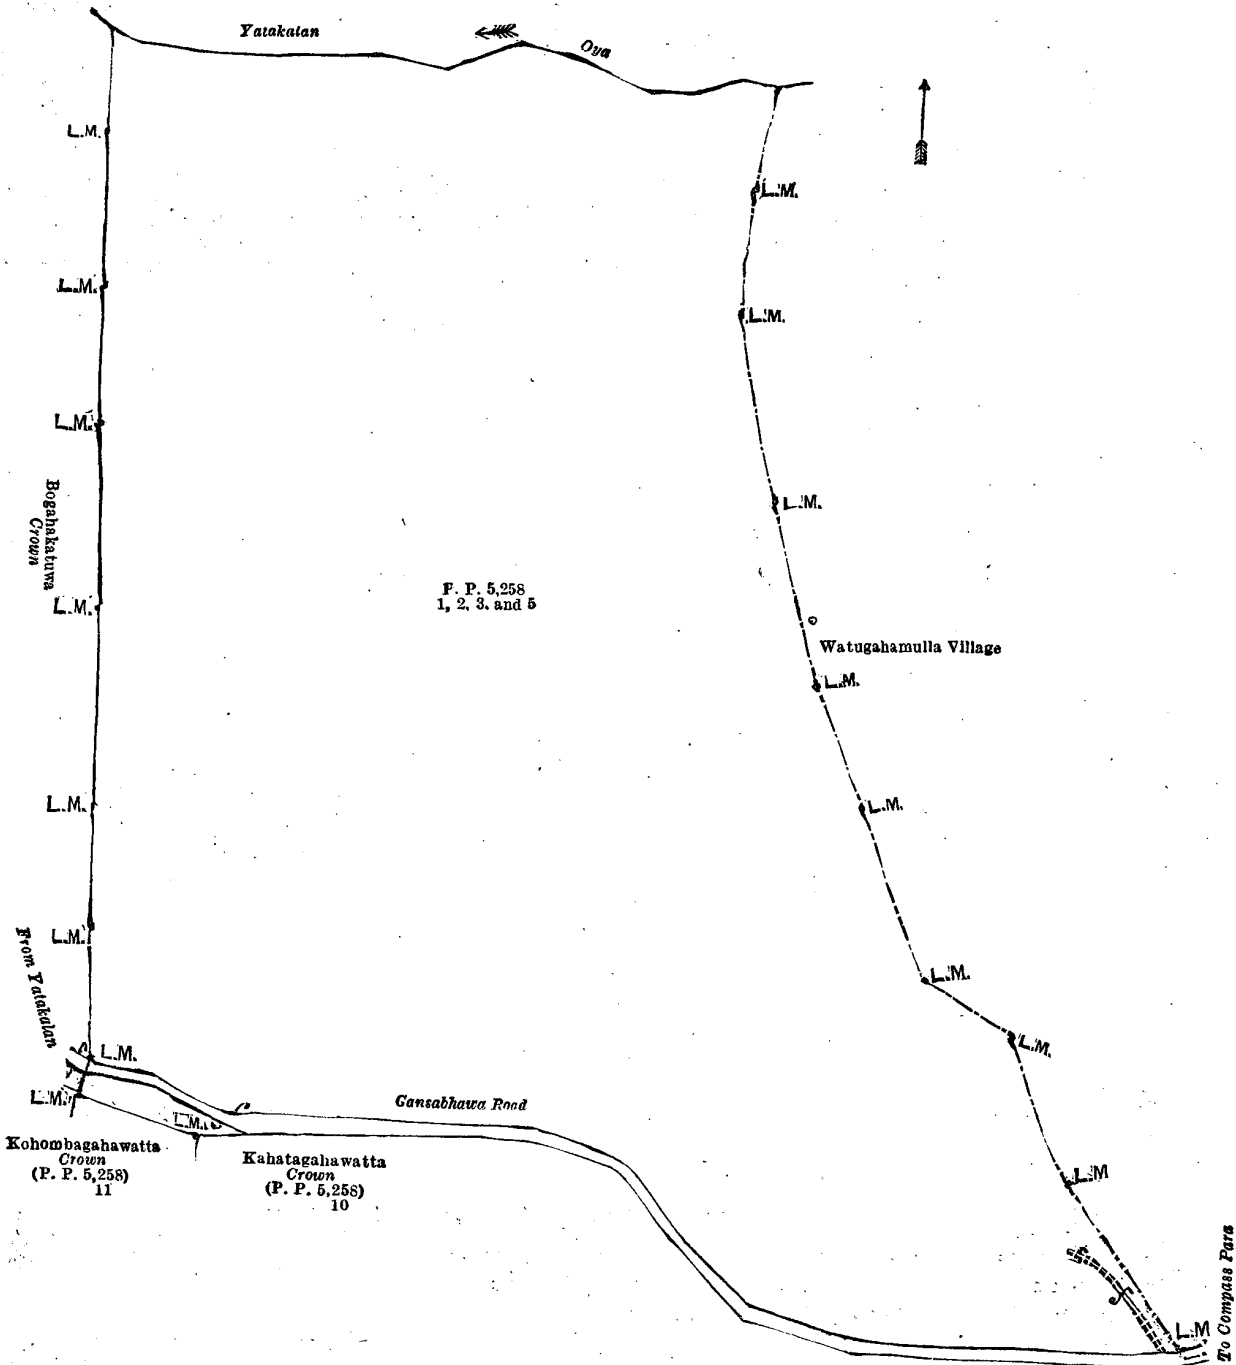 Yatakalan
Oya
L.M.
L.M.
L.M.
L.M.
L.M.
L.M.
Bogahakatuwa
Crown
F. P. 5,258
1, 2, 3. and 5
L.M.
Watugahamulla Village
L.M.
L.M.
L.M.
L.M.
From Yatakalan
L.M.
L.M.
L.M.
L.M.
Gansabhawa Road
L.M.
Kohombagahawatta
Crown
(P. P. 5,258)
11
Kahatagahawatta
Crown
(P. P. 5,258)
10
L.M
L.M
To Compass Para